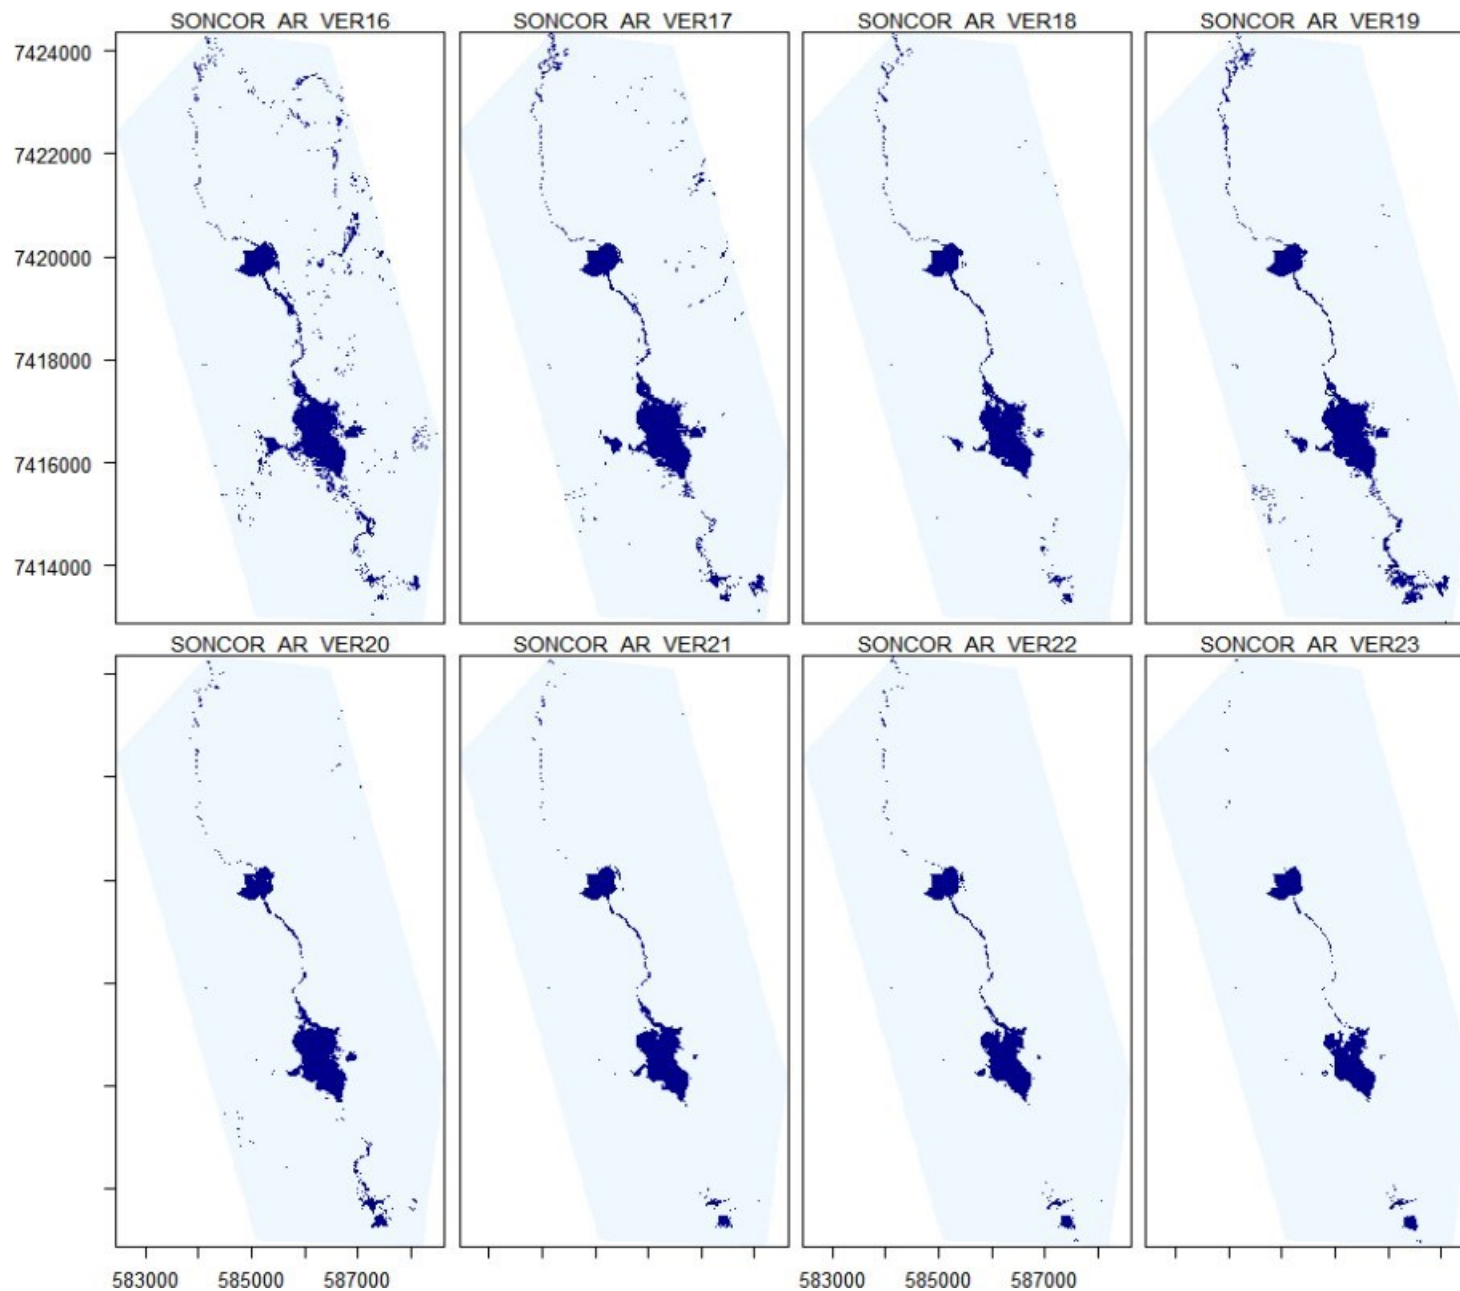 SONCOR_AR_VER16 SONCOR_AR_VER17 SONCOR_AR_VER18 SONCOR_AR_VER19
7424000
7422000
7420000
7418000
7416000
7414000
SONCOR_AR_VER20 SONCOR_AR_VER21 SONCOR_AR_VER22 SONCOR_AR_VER23
583000 585000 587000 583000 585000 587000